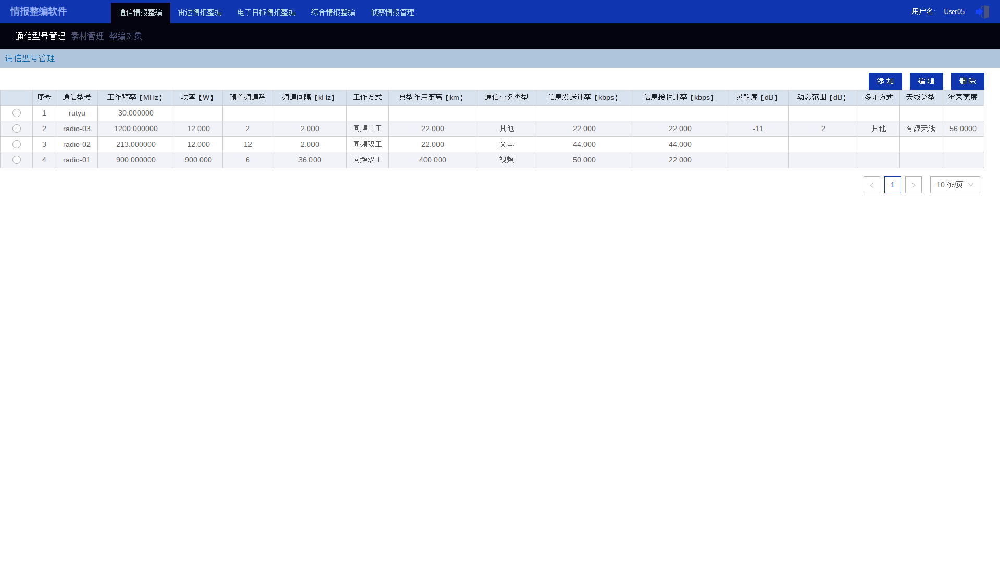 情报整编软件 通信情报整编 雷达情报整编 电子目标情报整编 综合情报整编 侦察情报管理 用户名： User05
通信型号管理 素材管理 整编对象
通信型号管理
添 加 编 辑 删 除
序号 通信型号 工作频率【MHz】 功率【W】 预置频道数 频道间隔【kHz】 工作方式 典型作用距离【km】 通信业务类型 信息发送速率【kbps】 信息接收速率【kbps】 灵敏度【dB】 动态范围【dB】 多址方式 天线类型 波束宽度
1 rutyu 30.000000
2 radio-03 1200.000000 12.000 2 2.000 同频单工 22.000 其他 22.000 22.000 -11 2 其他 有源天线 56.0000
3 radio-02 213.000000 12.000 12 2.000 同频双工 22.000 文本 44.000 44.000
4 radio-01 900.000000 900.000 6 36.000 同频双工 400.000 视频 50.000 22.000
< 1 > 10 条/页